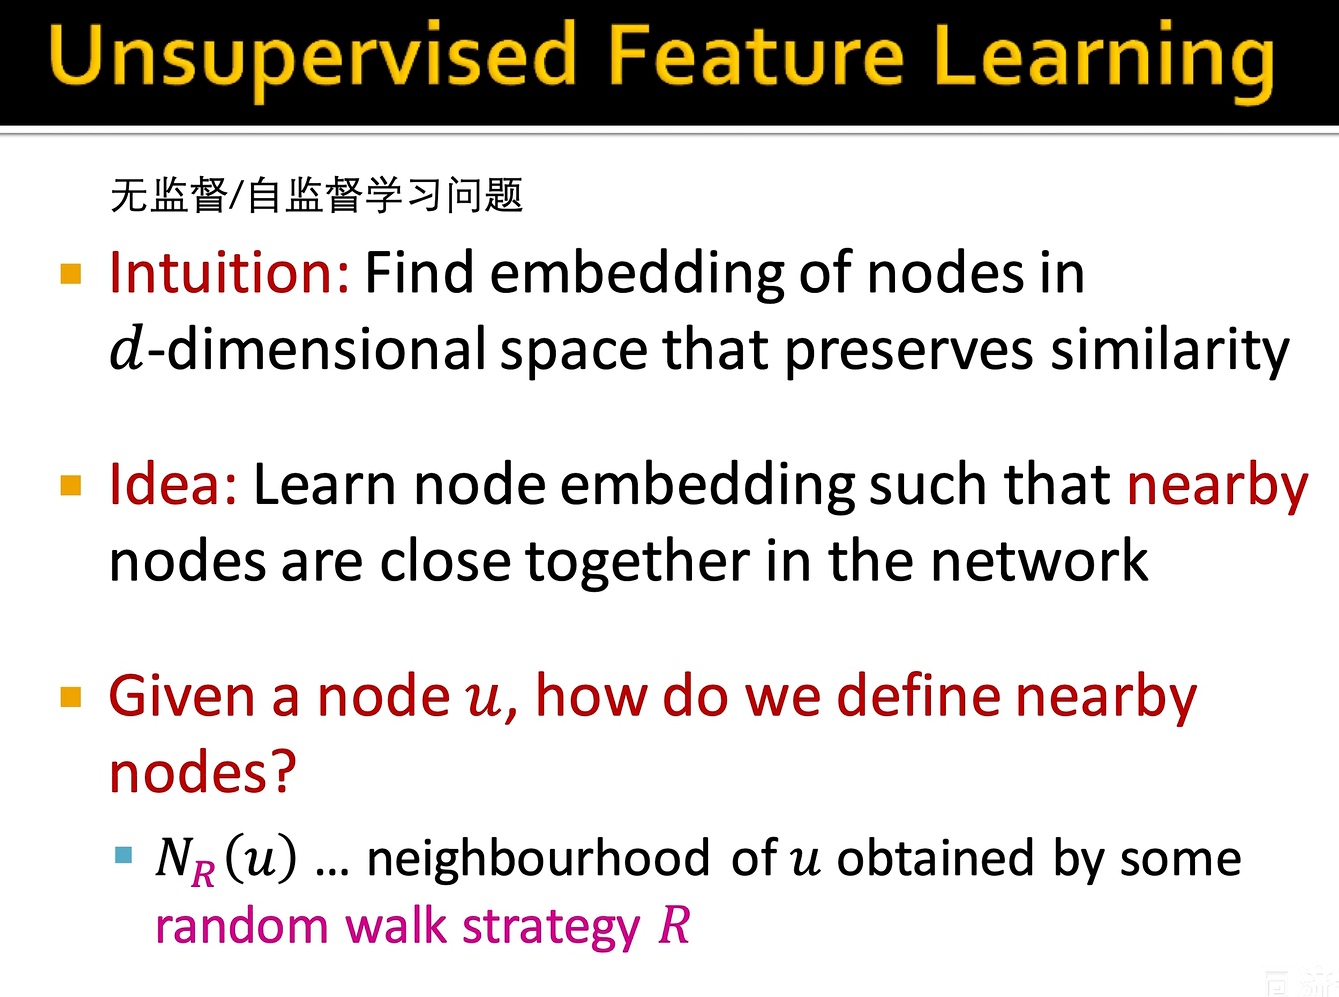 Unsupervised Feature Learning
无监督/自监督学习问题
Intuition: Find embedding of nodes in
d-dimensional space that preserves similarity
Idea: Learn node embedding such that nearby
nodes are close together in the network
Given a node u, how do we define nearby
nodes?
N_R(u) … neighbourhood of u obtained by some
random walk strategy R